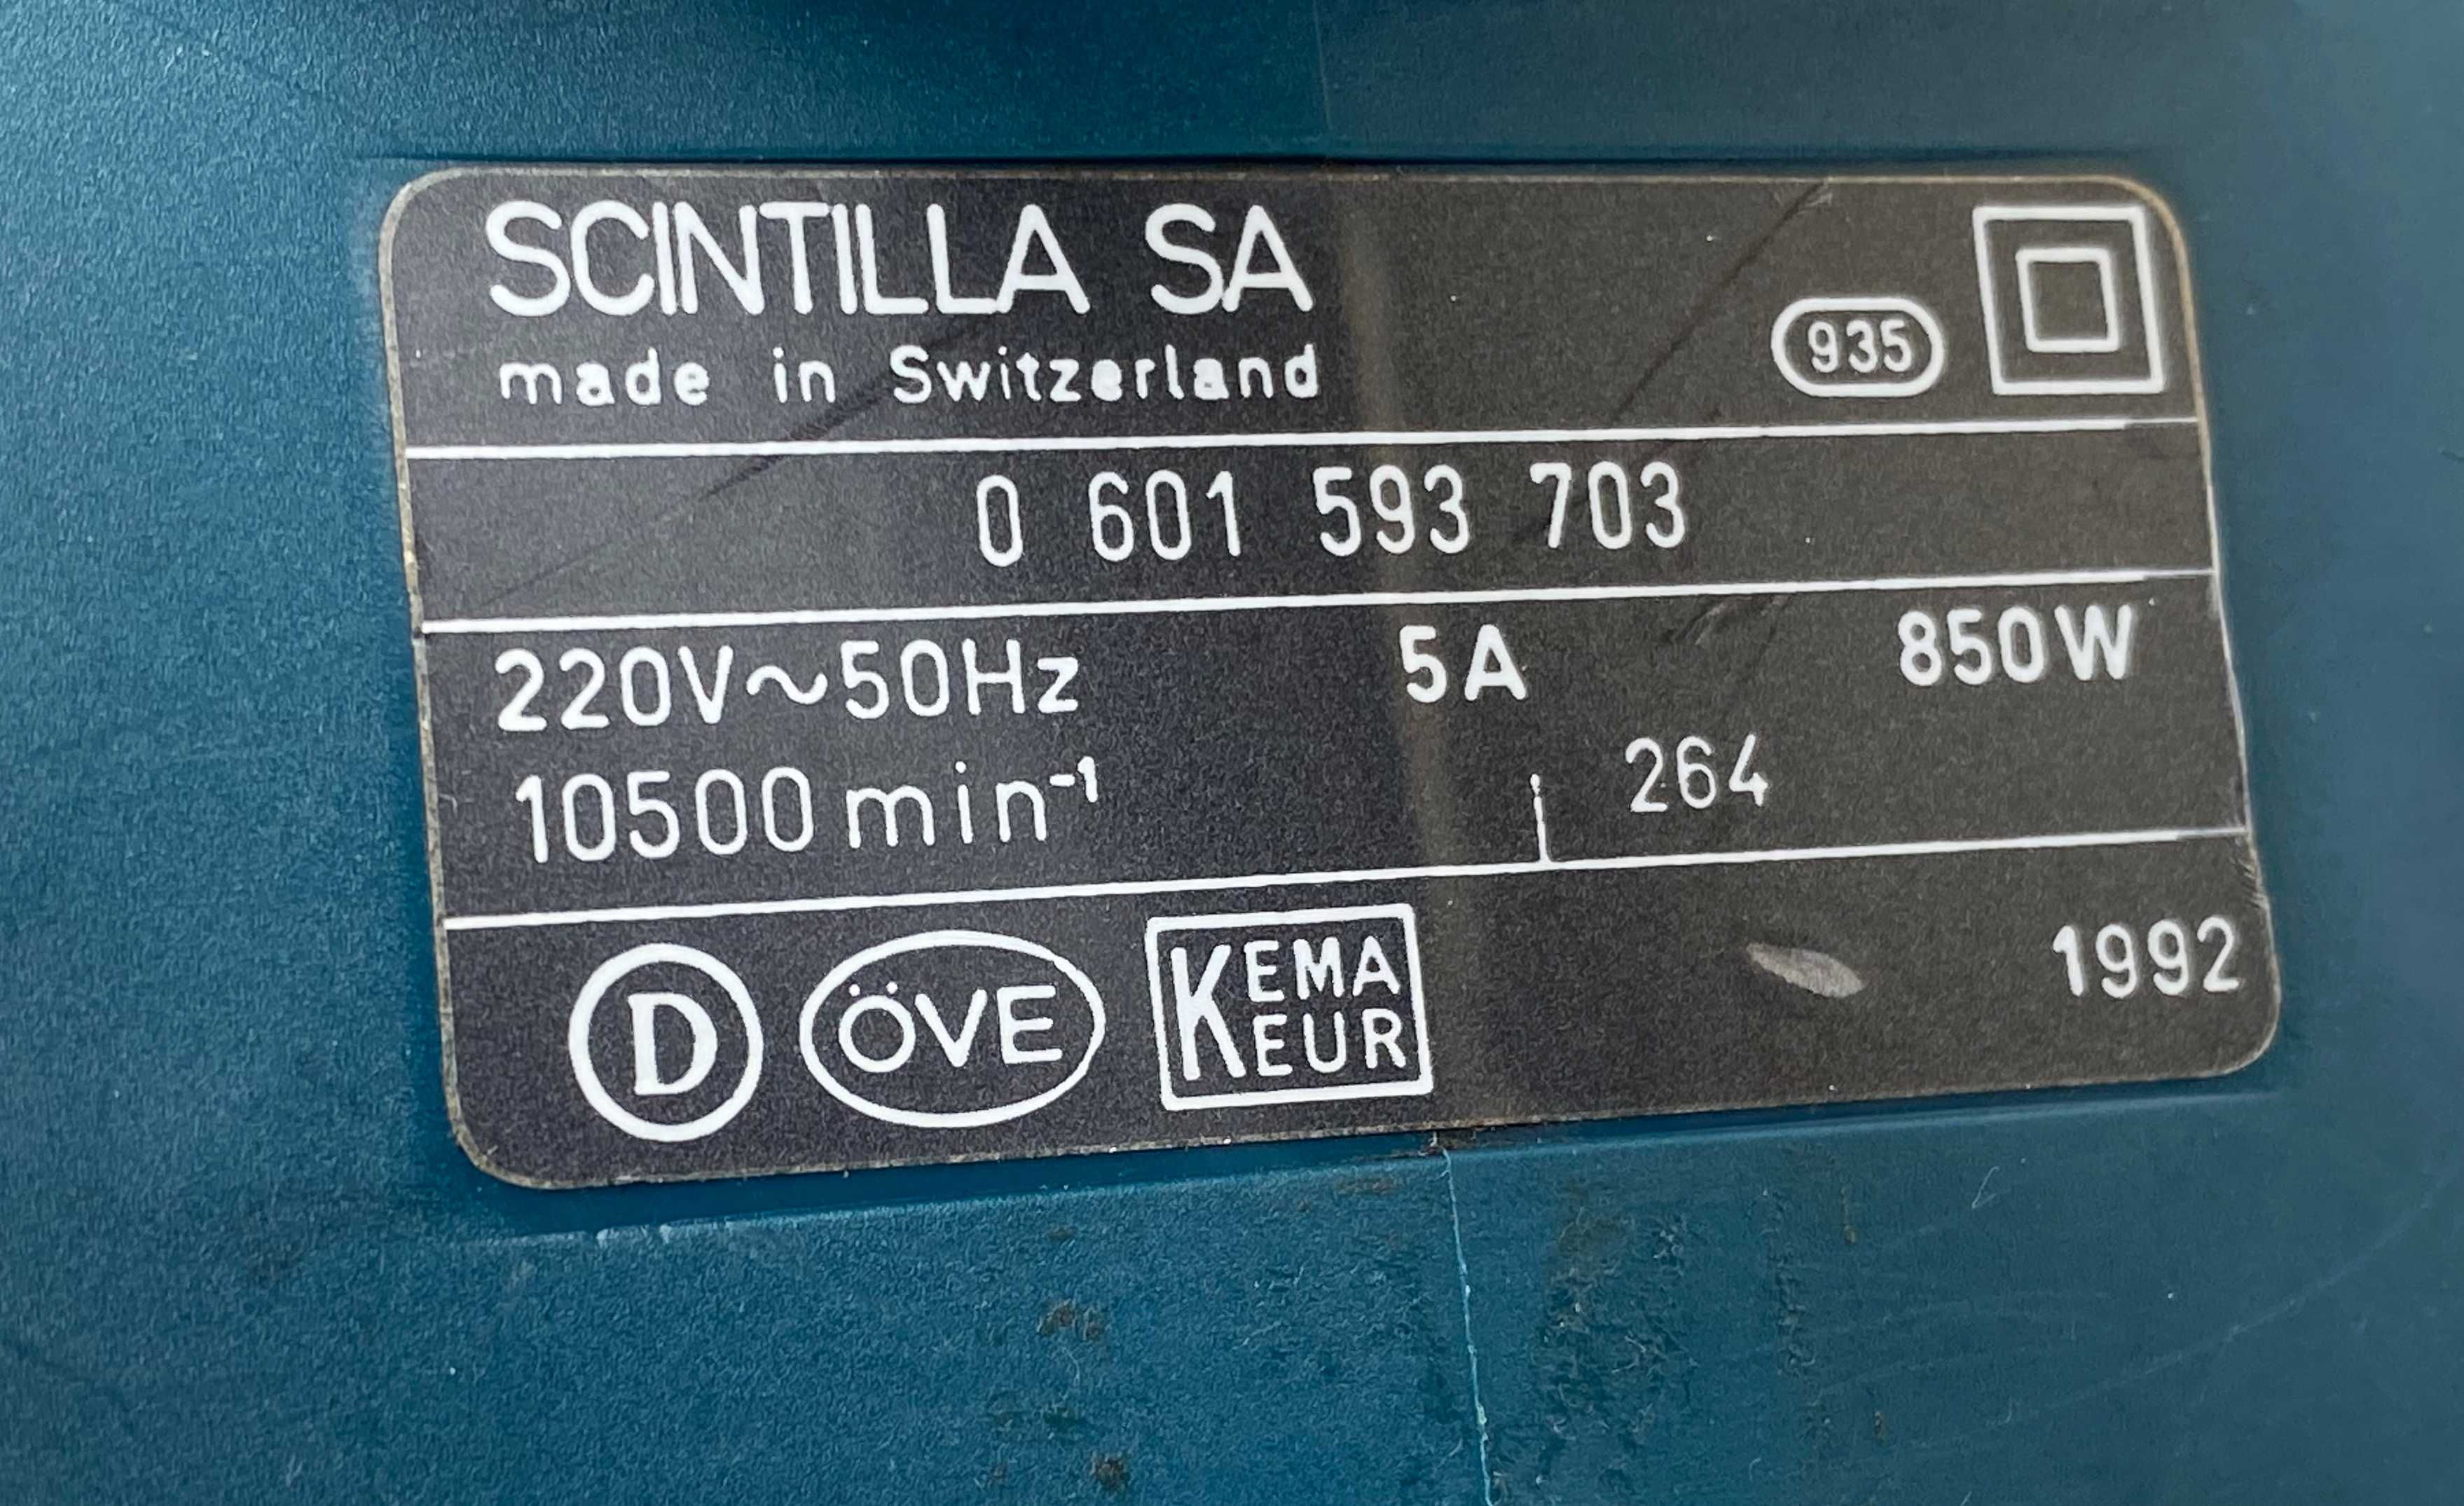 SCINTILLA SA
made in Switzerland
935
0 601 593 703
220V~50Hz 5A 850W
10500 min⁻¹ 264
D ÖVE KEMA KEUR 1992